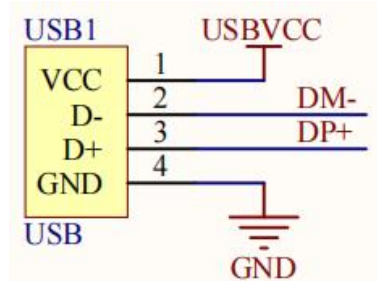 USB1 USBVCC
VCC 1
D- 2 DM-
D+ 3 DP+
GND 4
USB
GND